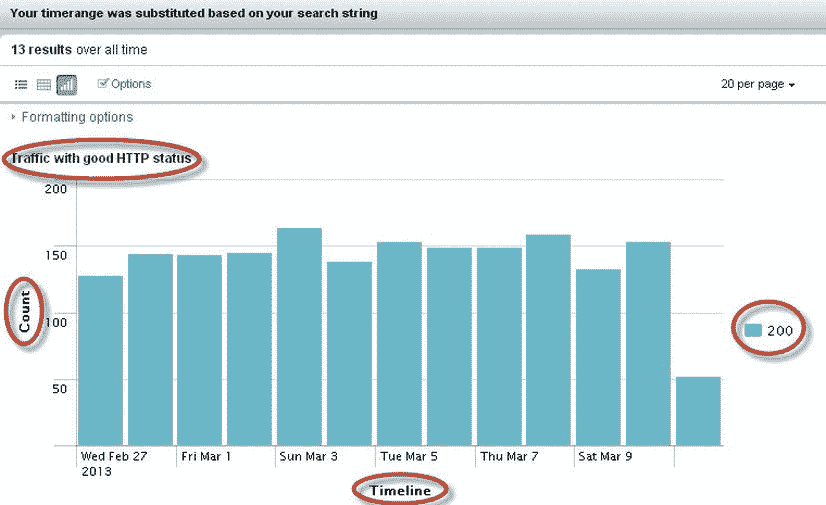 Your timerange was substituted based on your search string
13 results over all time
Options
20 per page
Formatting options
Traffic with good HTTP status
200
150
Count
100
200
50
Wed Feb 27 Fri Mar 1 Sun Mar 3 Tue Mar 5 Thu Mar 7 Sat Mar 9
2013
Timeline